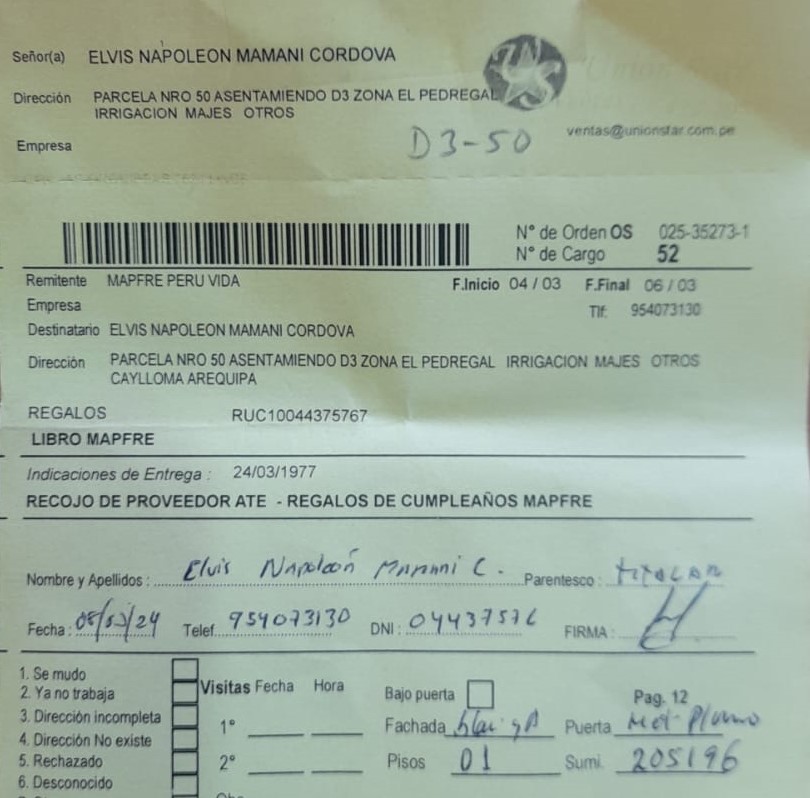 Señor(a) ELVIS NAPOLEON MAMANI CORDOVA
Dirección PARCELA NRO 50 ASENTAMIENDO D3 ZONA EL PEDREGAL
IRRIGACION MAJES OTROS
ventas@unionstar.com.pe
Empresa D3-50
N° de Orden OS 025-35273-1
N° de Cargo 52
Remitente MAPFRE PERU VIDA F.Inicio 04 / 03 F.Final 06 / 03
Empresa Tlf: 954073130
Destinatario ELVIS NAPOLEON MAMANI CORDOVA
Dirección PARCELA NRO 50 ASENTAMIENDO D3 ZONA EL PEDREGAL IRRIGACION MAJES OTROS
CAYLLOMA AREQUIPA
REGALOS RUC10044375767
LIBRO MAPFRE
Indicaciones de Entrega : 24/03/1977
RECOJO DE PROVEEDOR ATE - REGALOS DE CUMPLEAÑOS MAPFRE
Nombre y Apellidos : Elvis Napoleón Mamani C. Parentesco : TITULAR
Fecha : Telef. 954073130 DNI : 04437576 FIRMA :
1. Se mudo
2. Ya no trabaja Visitas Fecha Hora Bajo puerta Pag. 12
3. Dirección incompleta 1° Fachada Puerta
4. Dirección No existe
5. Rechazado 2° Pisos 01 Sumi. 205196
6. Desconocido